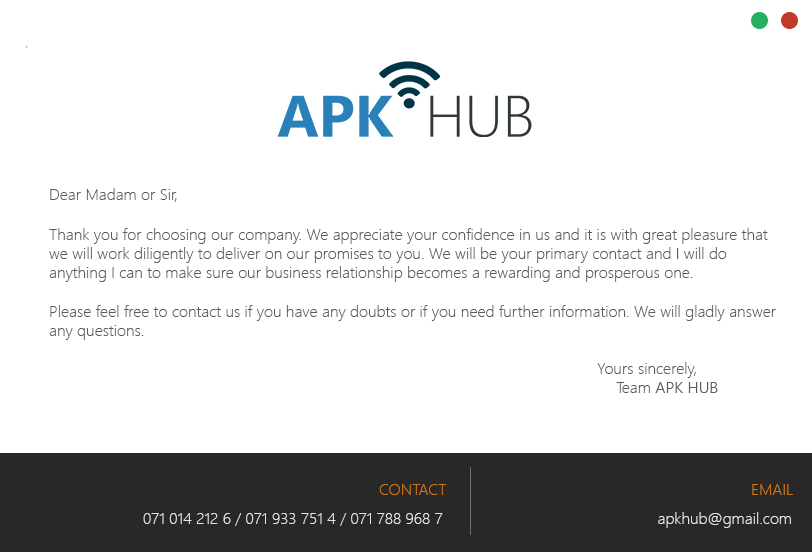 APK HUB
Dear Madam or Sir,
Thank you for choosing our company. We appreciate your confidence in us and it is with great pleasure that
we will work diligently to deliver on our promises to you. We will be your primary contact and I will do
anything I can to make sure our business relationship becomes a rewarding and prosperous one.
Please feel free to contact us if you have any doubts or if you need further information. We will gladly answer
any questions.
Yours sincerely,
Team APK HUB
CONTACT
071 014 212 6 / 071 933 751 4 / 071 788 968 7
EMAIL
apkhub@gmail.com